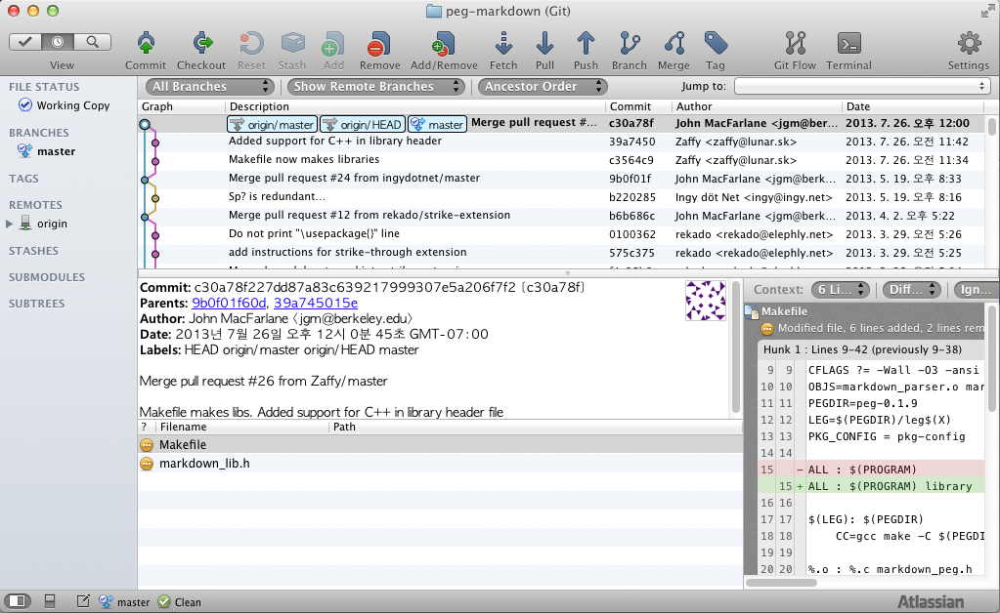 peg-markdown (Git)
View Commit Checkout Reset Stash Add Remove Add/Remove Fetch Pull Push Branch Merge Tag Git Flow Terminal Settings
FILE STATUS
Working Copy
BRANCHES
master
TAGS
REMOTES
origin
STASHES
SUBMODULES
SUBTREES
All Branches Show Remote Branches Ancestor Order Jump to:
Graph Description Commit Author Date
origin/master origin/HEAD master Merge pull request #... c30a78f John MacFarlane <jgm@ber... 2013. 7. 26. 오후 12:00
Added support for C++ in library header 39a7450 Zaffy <zaffy@lunar.sk> 2013. 7. 26. 오전 11:42
Makefile now makes libraries c3564c9 Zaffy <zaffy@lunar.sk> 2013. 7. 26. 오전 11:34
Merge pull request #24 from ingydotnet/master 9b0f01f John MacFarlane <jgm@berk... 2013. 5. 19. 오후 8:33
Sp? is redundant... b220285 Ingy döt Net <ingy@ingy.net> 2013. 5. 19. 오후 8:16
Merge pull request #12 from rekado/strike-extension b6b686c John MacFarlane <jgm@ber... 2013. 4. 2. 오후 5:22
Do not print "\usepackage{}" line 0100362 rekado <rekado@elephly.net> 2013. 3. 29. 오전 5:26
add instructions for strike-through extension 575c375 rekado <rekado@elephly.net> 2013. 3. 29. 오전 5:25
Commit: c30a78f227dd87a83c639217999307e5a206f7f2 [c30a78f]
Parents: 9b0f01f60d, 39a745015e
Author: John MacFarlane <jgm@berkeley.edu>
Date: 2013년 7월 26일 오후 12시 0분 45초 GMT-07:00
Labels: HEAD origin/master origin/HEAD master
Merge pull request #26 from Zaffy/master
Makefile makes libs. Added support for C++ in library header file
? Filename Path
Makefile
markdown_lib.h
Context: 6 Li... Diff... Ign...
Makefile
Modified file, 6 lines added, 2 lines rem
Hunk 1 : Lines 9-42 (previously 9-38)
9 9 CFLAGS ?= -Wall -O3 -ansi
10 10 OBJS=markdown_parser.o mar
11 11 PEGDIR=peg-0.1.9
12 12 LEG=$(PEGDIR)/leg$(X)
13 13 PKG_CONFIG = pkg-config
14 14
15 - ALL : $(PROGRAM)
15 + ALL : $(PROGRAM) library
16 16
17 17 $(LEG): $(PEGDIR)
18 18 CC=gcc make -C $(PEGDI
19 19
20 20 %.o : %.c markdown_peg.h
master Clean
Atlassian